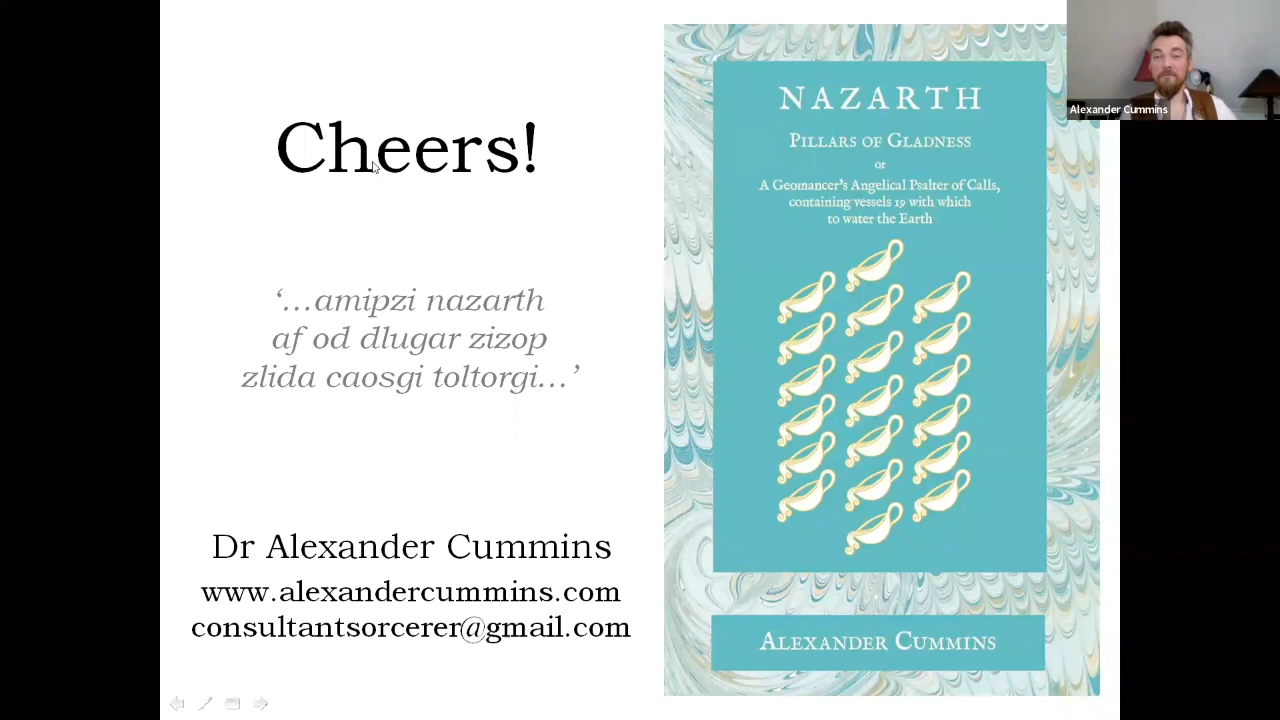 Cheers!
‘…amipzi nazarth
af od dlugar zizop
zlida caosgi toltorgi…’
Dr Alexander Cummins
www.alexandercummins.com
consultantsorcerer@gmail.com
NAZARTH
PILLARS OF GLADNESS
or
A Geomancer’s Angelical Psalter of Calls,
containing vessels 19 with which
to water the Earth
ALEXANDER CUMMINS
Alexander Cummins